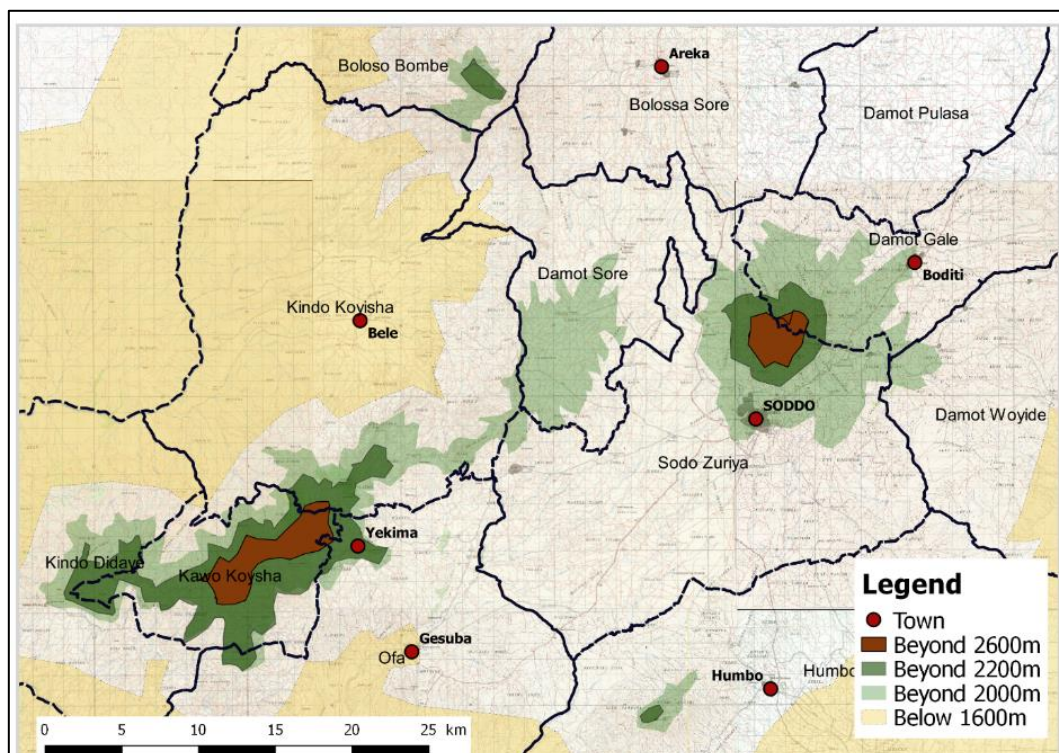 Areka
Boloso Bombe
Bolossa Sore
Damot Pulasa
Damot Gale
Boditi
Damot Sore
Kindo Koyisha
Bele
SODDO
Damot Woyide
Sodo Zuriya
Yekima
Kindo Didaye
Kawo Koysha
Gesuba
Ofa
Humbo
Humbo
Legend
Town
Beyond 2600m
Beyond 2200m
Beyond 2000m
Below 1600m
0 5 10 15 20 25 km